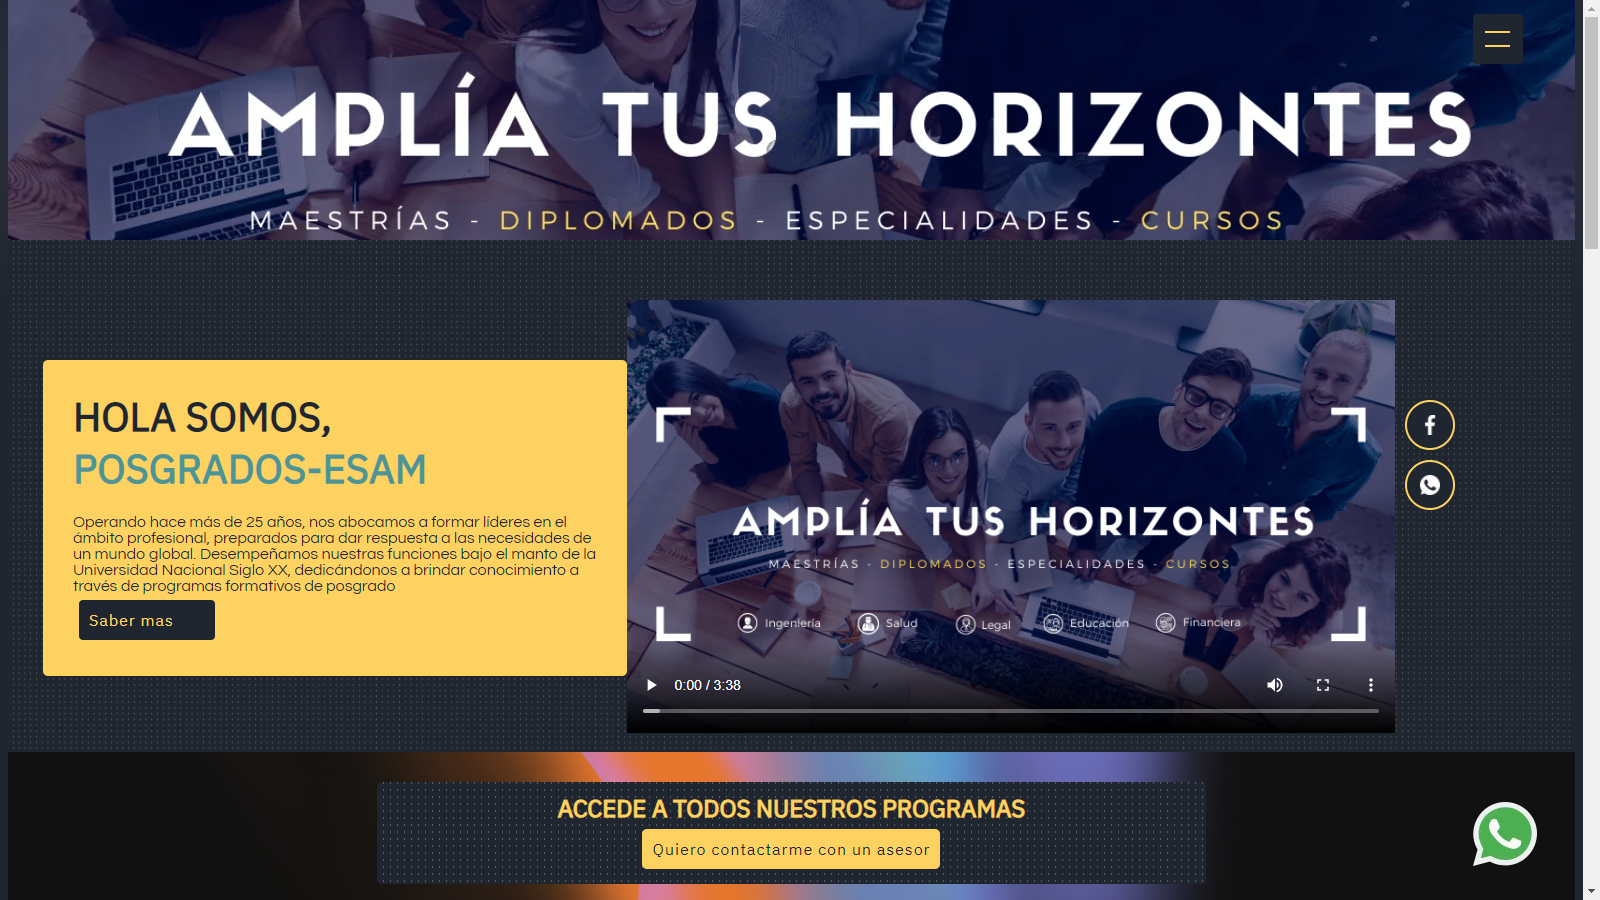 AMPLÍA TUS HORIZONTES
MAESTRÍAS - DIPLOMADOS - ESPECIALIDADES - CURSOS
HOLA SOMOS,
POSGRADOS-ESAM
Operando hace más de 25 años, nos abocamos a formar líderes en el
ámbito profesional, preparados para dar respuesta a las necesidades de
un mundo global. Desempeñamos nuestras funciones bajo el manto de la
Universidad Nacional Siglo XX, dedicándonos a brindar conocimiento a
través de programas formativos de posgrado
Saber mas
AMPLÍA TUS HORIZONTES
MAESTRÍAS - DIPLOMADOS - ESPECIALIDADES - CURSOS
Ingeniería Salud Legal Educación Financiera
0:00 / 3:38
ACCEDE A TODOS NUESTROS PROGRAMAS
Quiero contactarme con un asesor